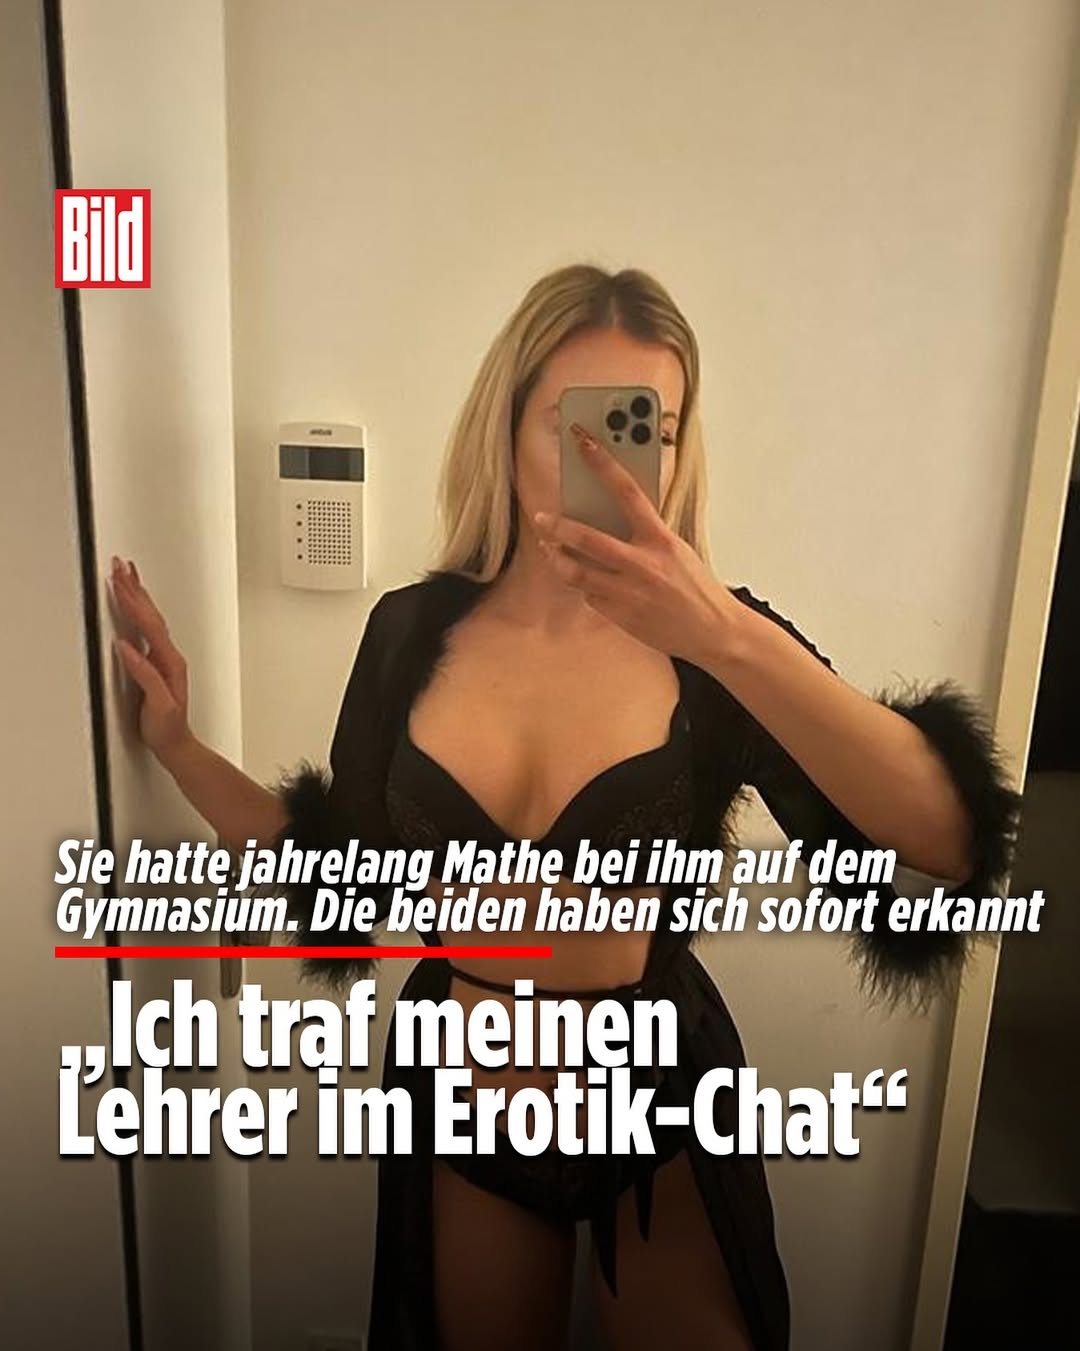 Bild
Sie hatte jahrelang Mathe bei ihm auf dem
Gymnasium. Die beiden haben sich sofort erkannt
„Ich traf meinen
Lehrer im Erotik-Chat“